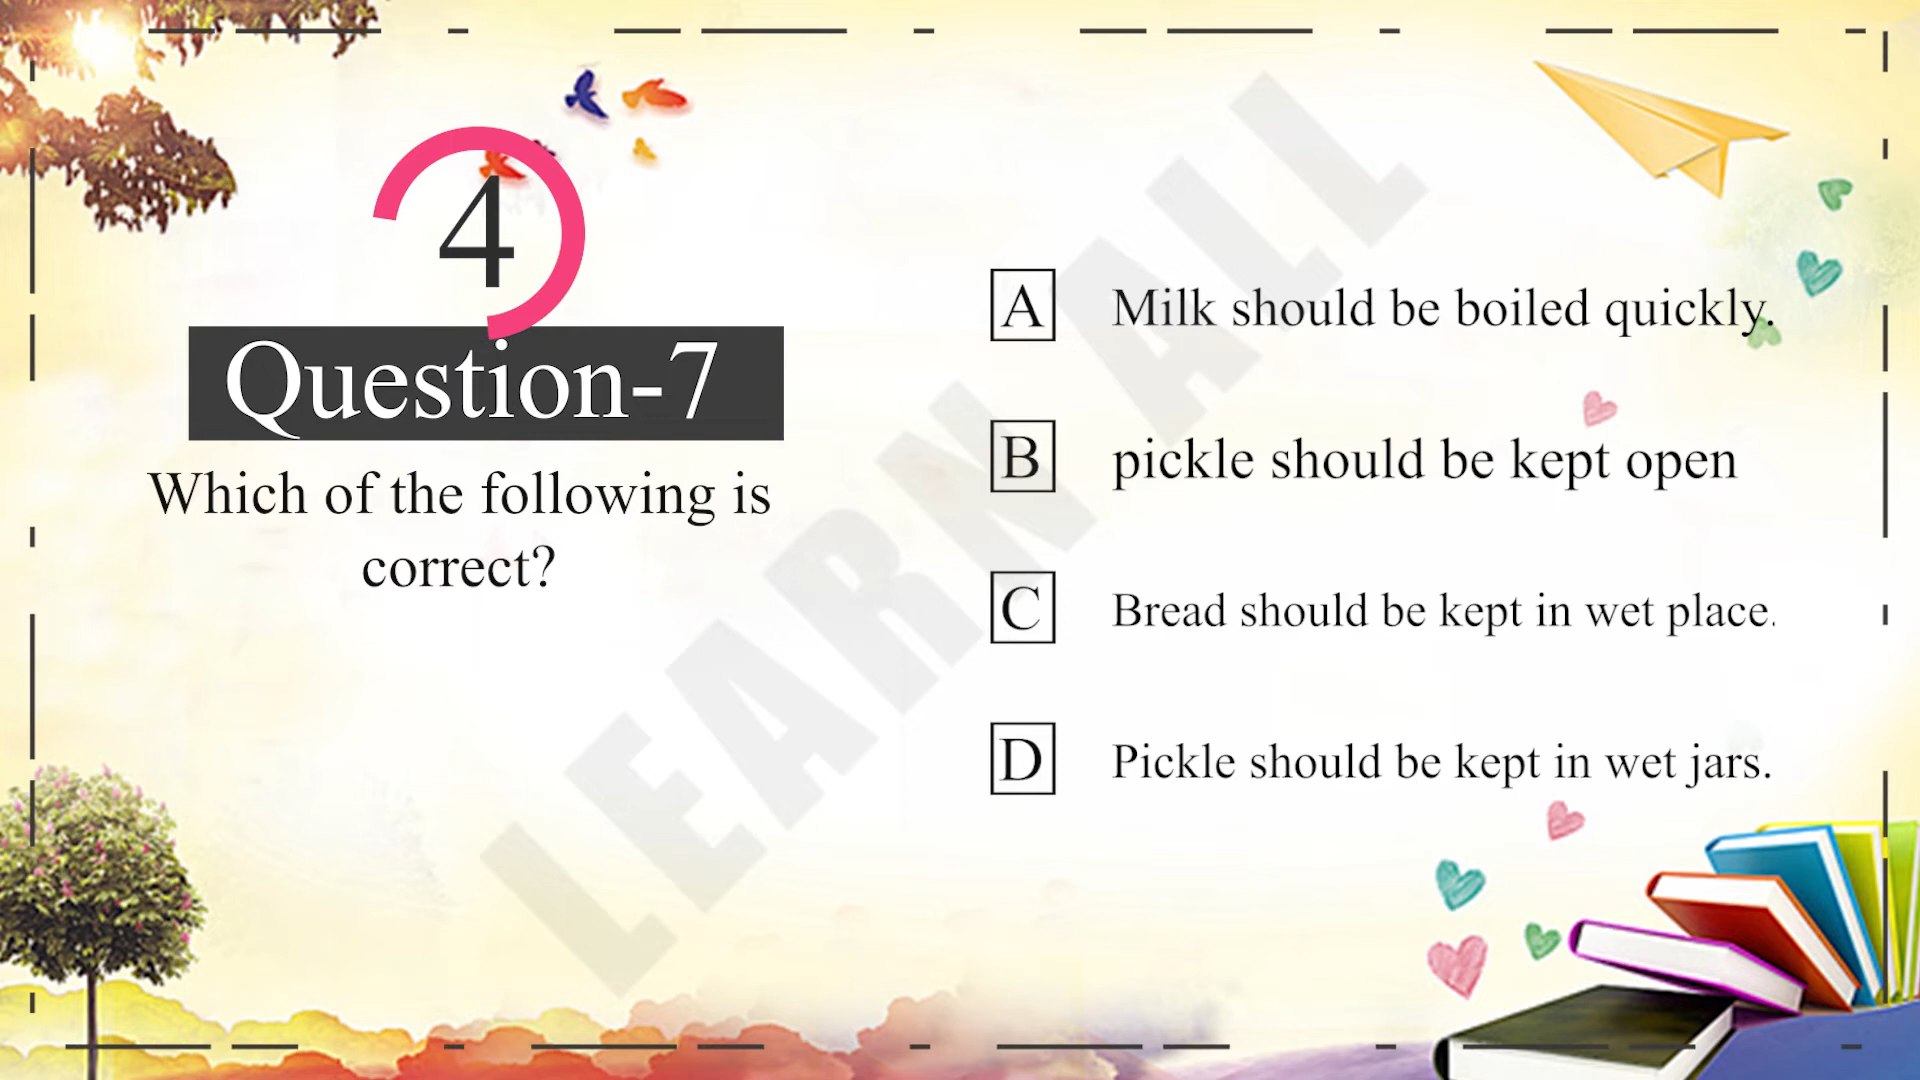 4
Question-7
Which of the following is
correct?
A Milk should be boiled quickly.
B pickle should be kept open
C Bread should be kept in wet place.
D Pickle should be kept in wet jars.
LEARN ALL